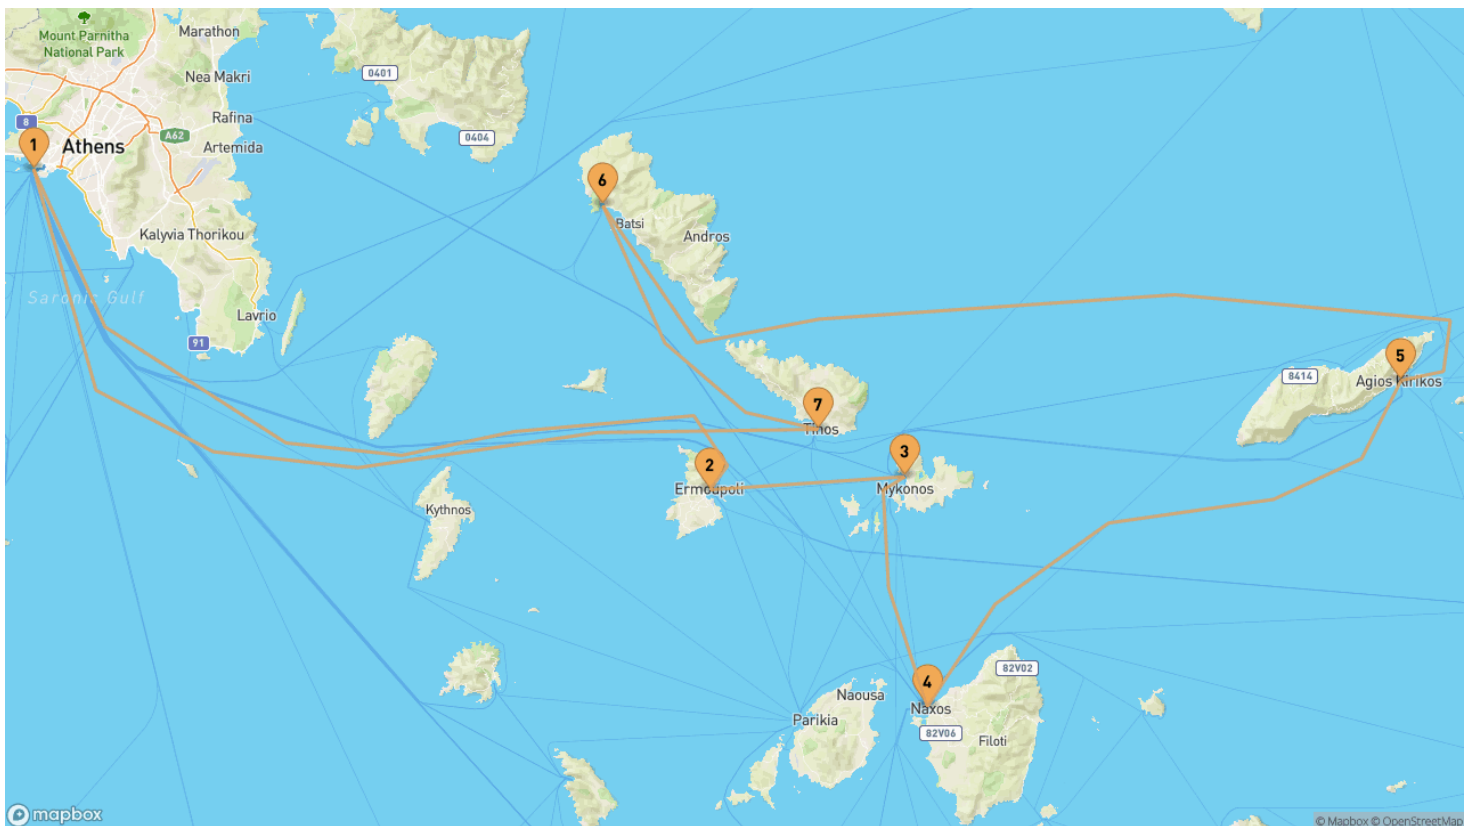 Mount Parnitha
National Park
Marathon
0401
Nea Makri
8
Rafina
A62
0404
1
Athens
Artemida
6
Batsi
Kalyvia Thorikou
Andros
Saronic Gulf
Lavrio
91
5
8414
Agios Kirikos
7
Tinos
3
2
Ermoupoli
Mykonos
Kythnos
82V02
4
Naousa
Naxos
Parikia
82V06
Filoti
mapbox
© Mapbox © OpenStreetMap